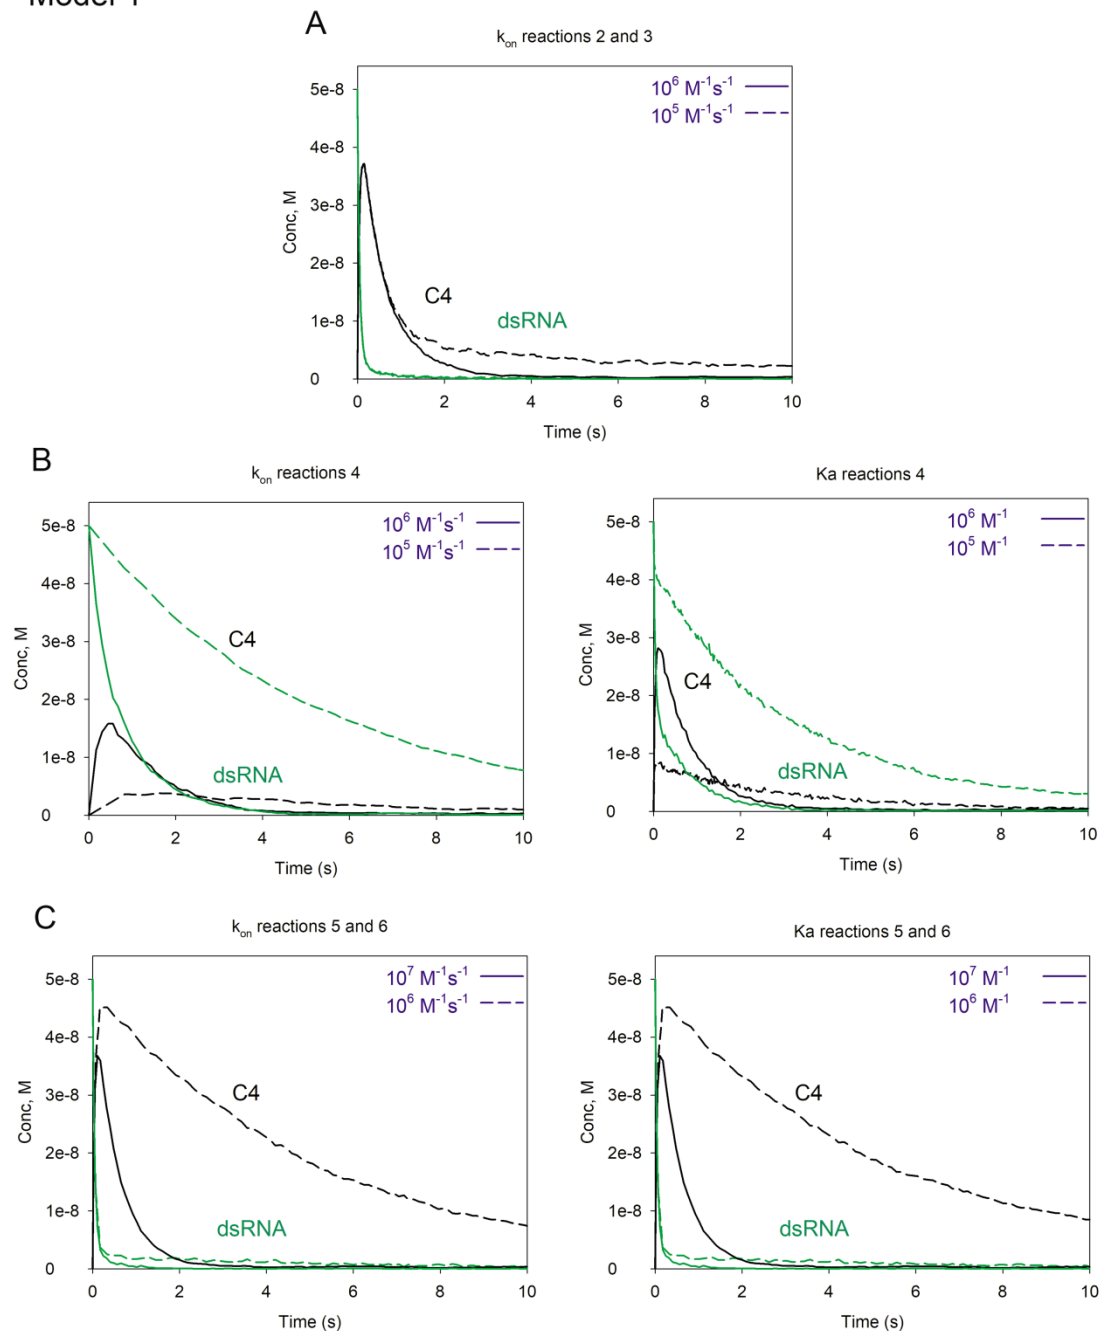 Model 1
A
kon reactions 2 and 3
10⁶ M⁻¹s⁻¹
10⁵ M⁻¹s⁻¹
5e-8
4e-8
3e-8
2e-8
1e-8
0
Conc, M
C4
dsRNA
0 2 4 6 8 10
Time (s)
B
kon reactions 4
10⁶ M⁻¹s⁻¹
10⁵ M⁻¹s⁻¹
5e-8
4e-8
3e-8
2e-8
1e-8
0
Conc, M
C4
dsRNA
0 2 4 6 8 10
Time (s)
Ka reactions 4
10⁶ M⁻¹
10⁵ M⁻¹
5e-8
4e-8
3e-8
2e-8
1e-8
0
Conc, M
C4
dsRNA
0 2 4 6 8 10
Time (s)
C
kon reactions 5 and 6
10⁷ M⁻¹s⁻¹
10⁶ M⁻¹s⁻¹
5e-8
4e-8
3e-8
2e-8
1e-8
0
Conc, M
C4
dsRNA
0 2 4 6 8 10
Time (s)
Ka reactions 5 and 6
10⁷ M⁻¹
10⁶ M⁻¹
5e-8
4e-8
3e-8
2e-8
1e-8
0
Conc, M
C4
dsRNA
0 2 4 6 8 10
Time (s)